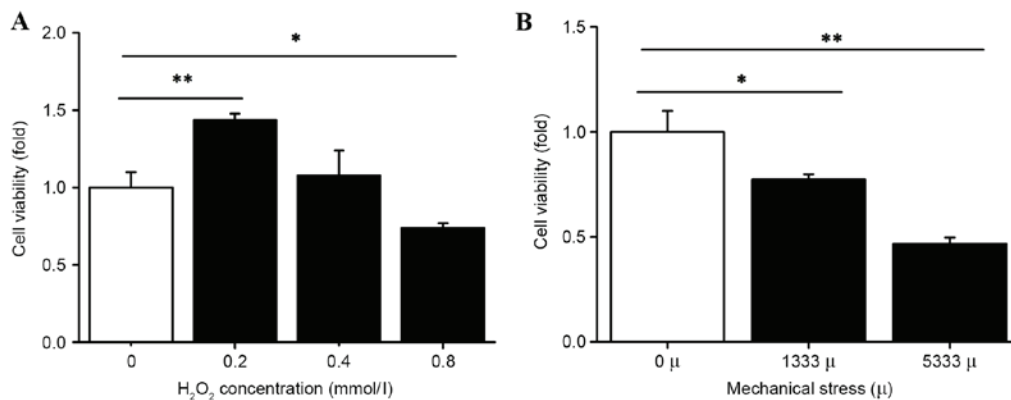 A
Cell viability (fold)
2.0
1.5
1.0
0.5
0.0
*
**
0 0.2 0.4 0.8
H₂O₂ concentration (mmol/l)
B
Cell viability (fold)
1.5
1.0
0.5
0.0
**
*
0 μ 1333 μ 5333 μ
Mechanical stress (μ)